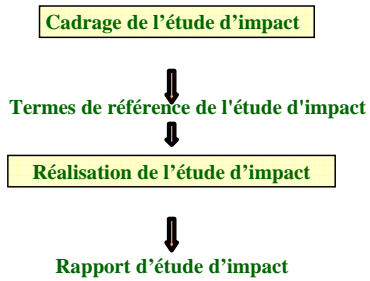 Cadrage de l’étude d’impact
Termes de référence de l'étude d'impact
Réalisation de l’étude d’impact
Rapport d’étude d’impact